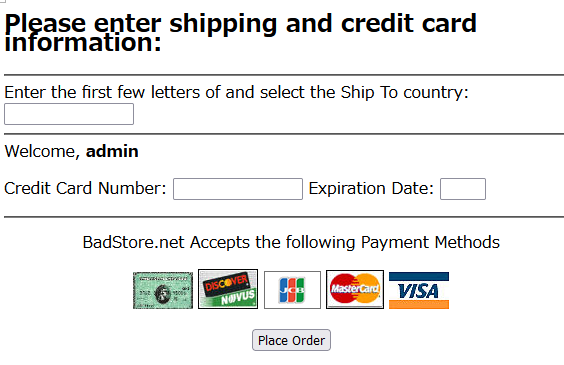 Please enter shipping and credit card
information:
Enter the first few letters of and select the Ship To country:
Welcome, admin
Credit Card Number: Expiration Date:
BadStore.net Accepts the following Payment Methods
DISCOVER NOVUS JCB MasterCard VISA
Place Order